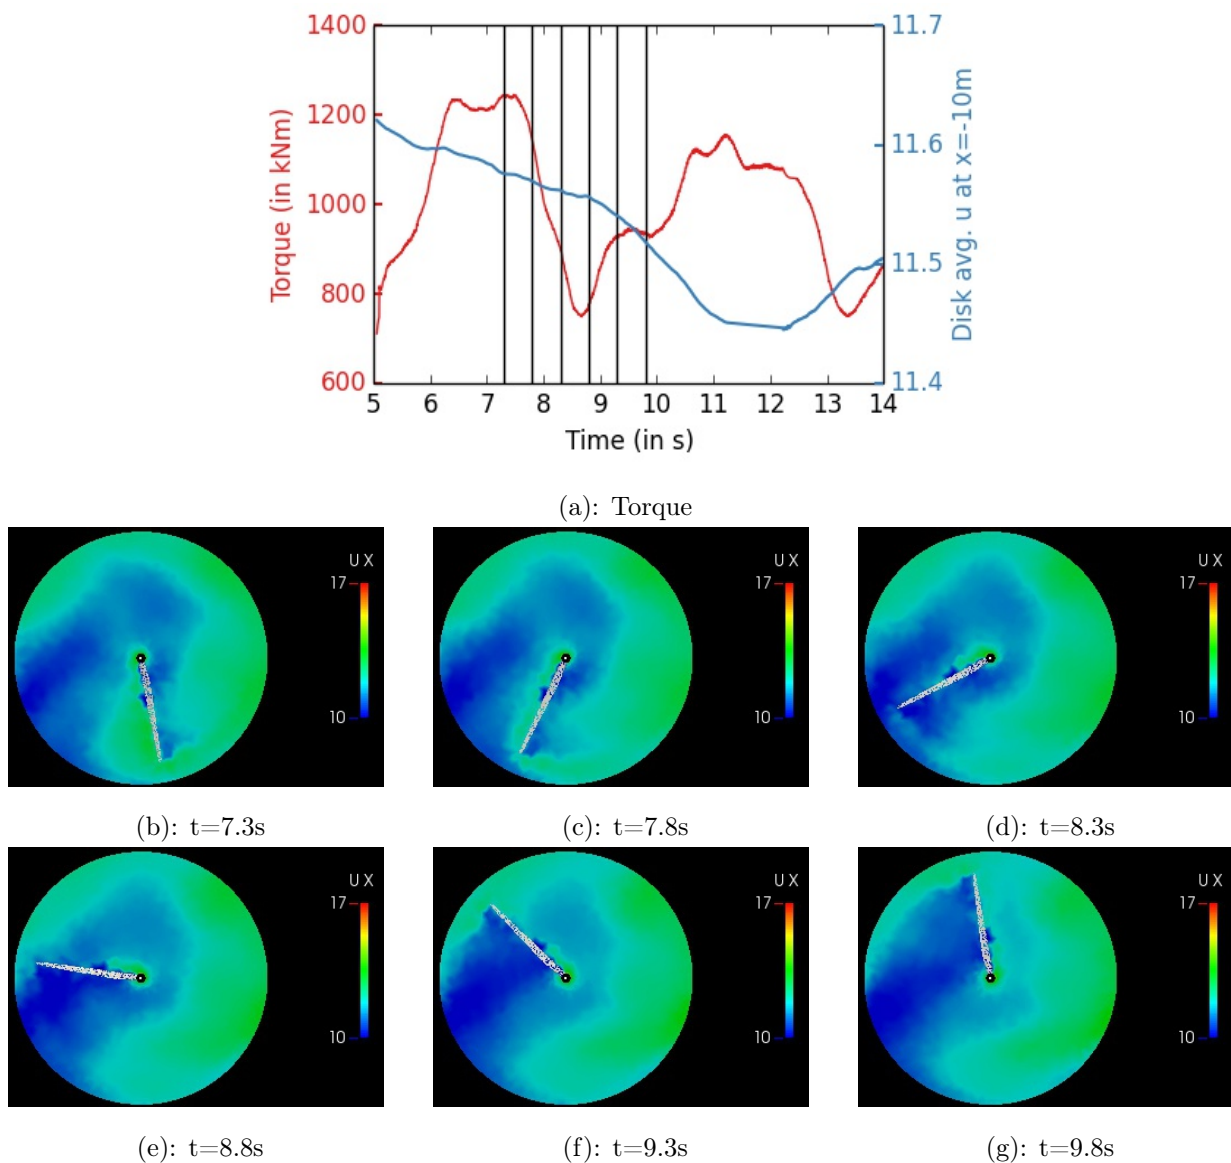 1400
1200
1000
800
600
Torque (in kNm)
11.7
11.6
11.5
11.4
Disk avg. u at x=-10m
5 6 7 8 9 10 11 12 13 14
Time (in s)
(a): Torque
UX
17
10
UX
17
10
UX
17
10
(b): t=7.3s
(c): t=7.8s
(d): t=8.3s
UX
17
10
UX
17
10
UX
17
10
(e): t=8.8s
(f): t=9.3s
(g): t=9.8s